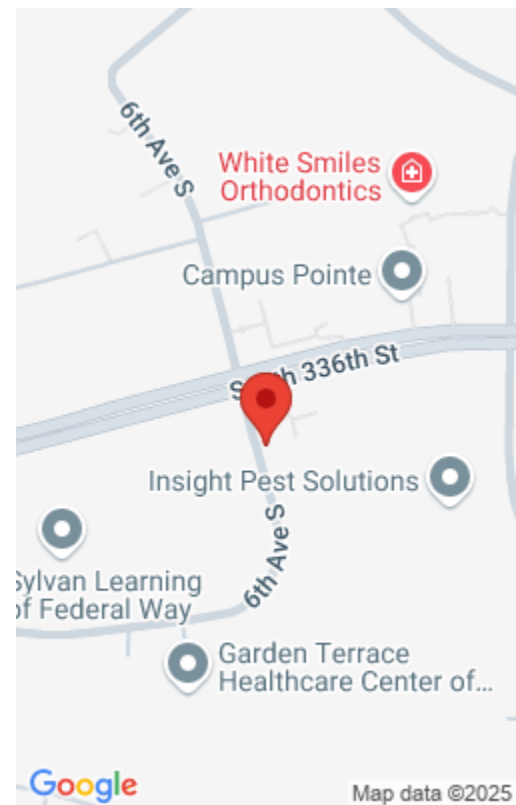 6th Ave S
White Smiles
Orthodontics
Campus Pointe
S th 336th St
Insight Pest Solutions
6th Ave S
Sylvan Learning
of Federal Way
Garden Terrace
Healthcare Center of...
Google
Map data ©2025